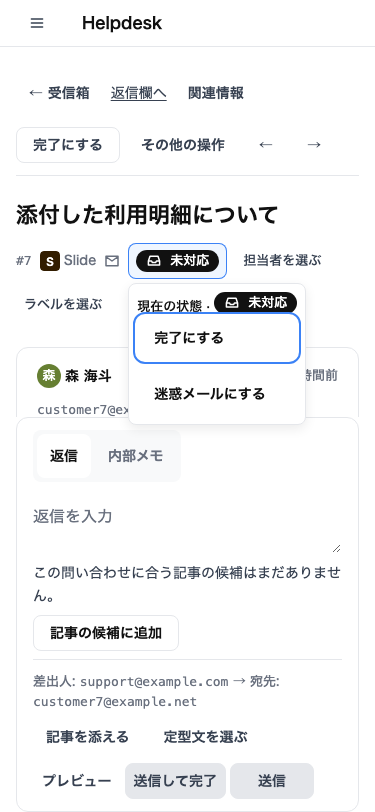 Helpdesk
← 受信箱 返信欄へ 関連情報
完了にする その他の操作 ← →
添付した利用明細について
#7 S Slide 未対応 担当者を選ぶ
ラベルを選ぶ
現在の状態 · 未対応
完了にする
迷惑メールにする
森 森 海斗 時間前
customer7@ex
返信 内部メモ
返信を入力
この問い合わせに合う記事の候補はまだありませ
ん。
記事の候補に追加
差出人: support@example.com → 宛先:
customer7@example.net
記事を添える 定型文を選ぶ
プレビュー 送信して完了 送信